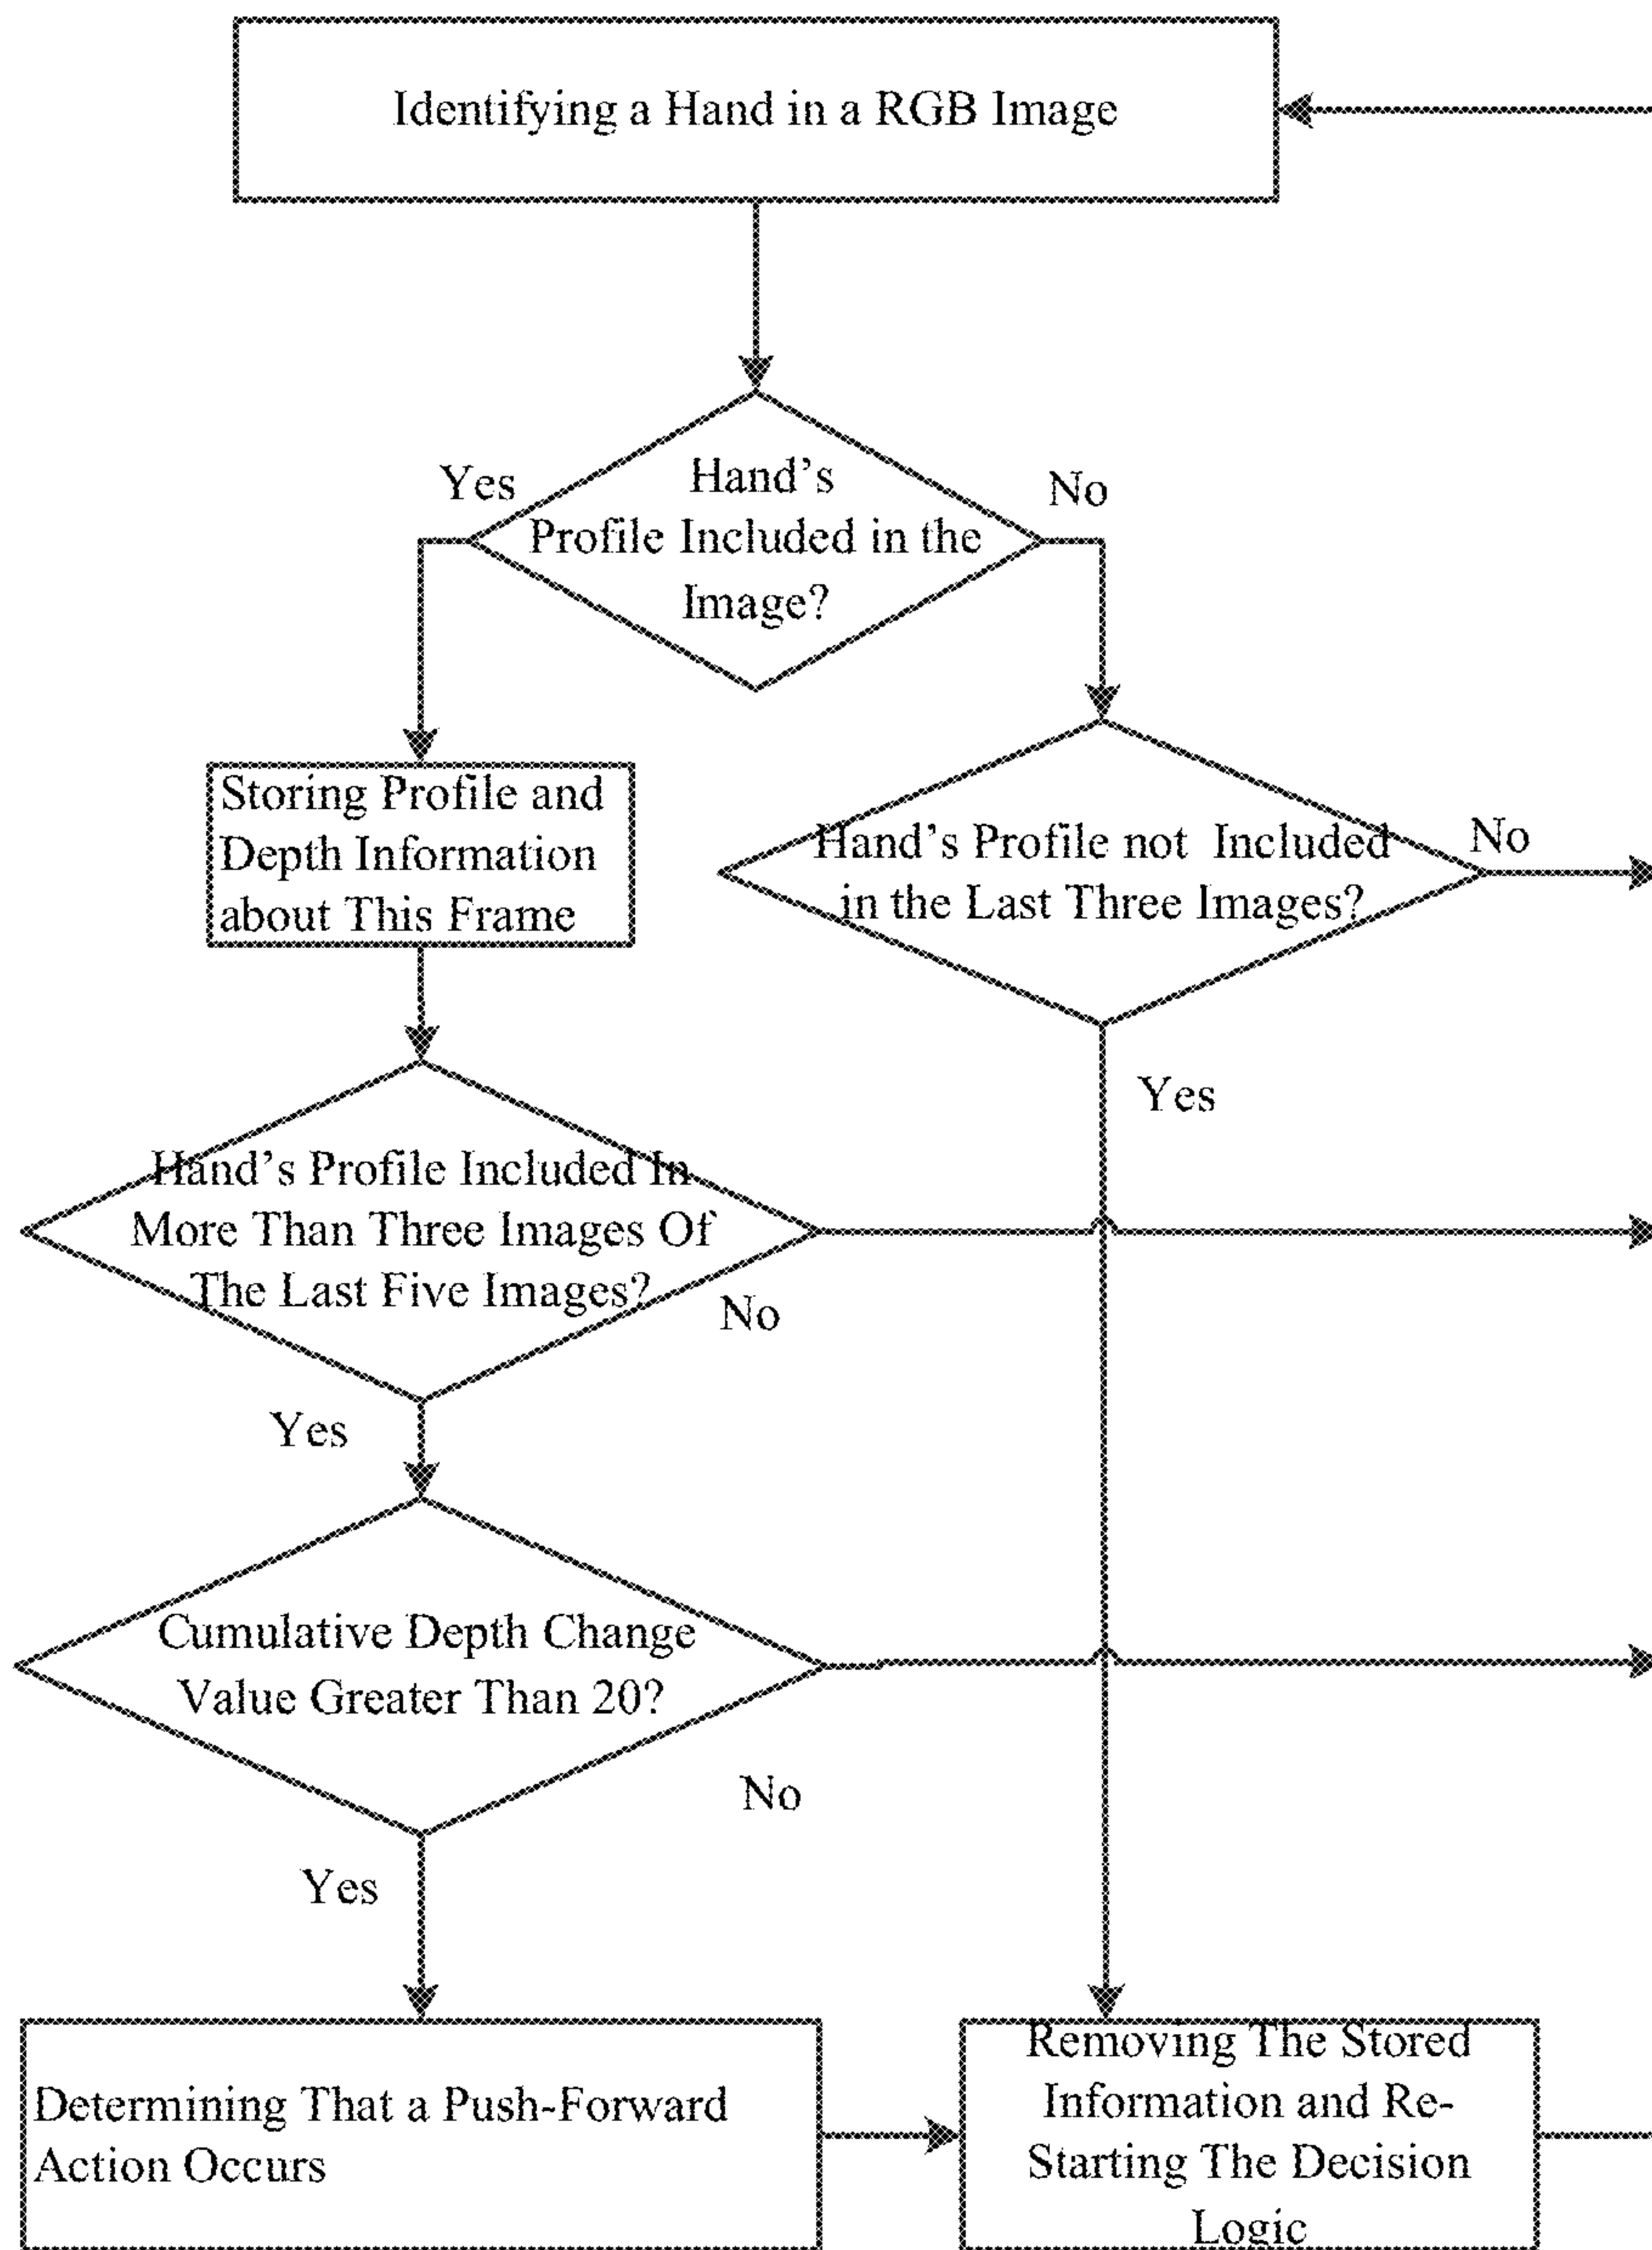 Identifying a Hand in a RGB Image
Yes
Hand's
Profile Included in the
Image?
No
Storing Profile and
Depth Information
about This Frame
Hand's Profile not Included
in the Last Three Images?
No
Yes
Hand's Profile Included In
More Than Three Images Of
The Last Five Images?
No
Yes
Cumulative Depth Change
Value Greater Than 20?
No
Yes
Determining That a Push-Forward
Action Occurs
Removing The Stored
Information and Re-
Starting The Decision
Logic